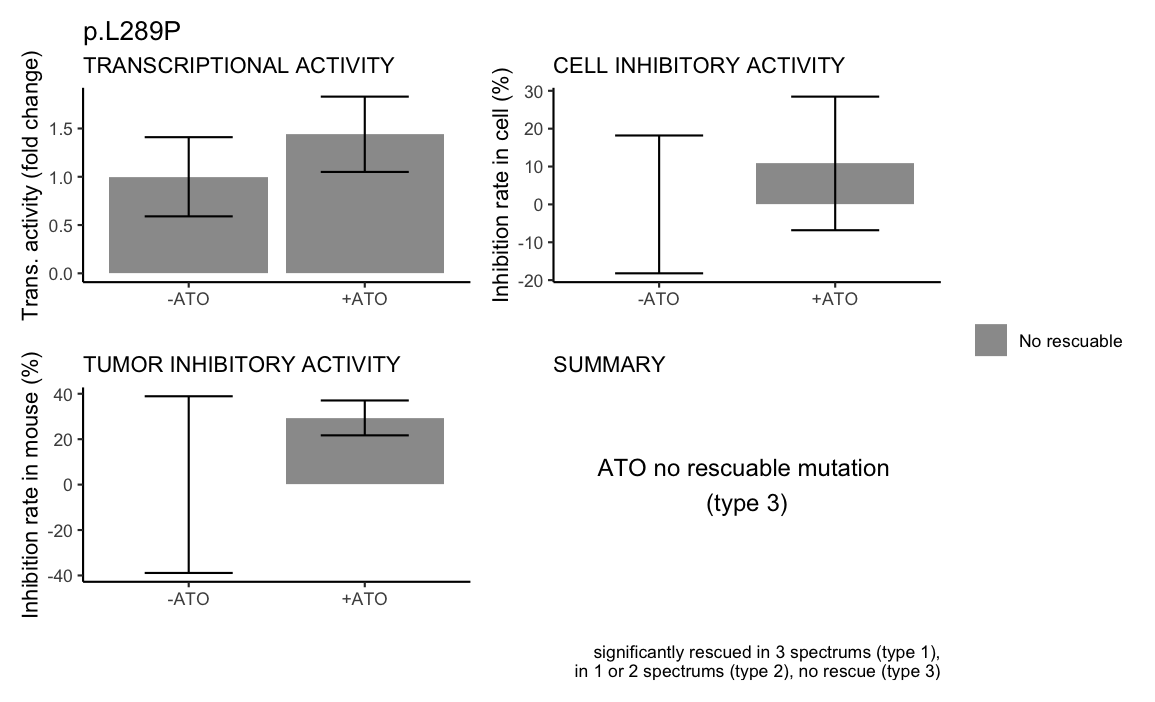 p.L289P
TRANSCRIPTIONAL ACTIVITY
Trans. activity (fold change)
1.5
1.0
0.5
0.0
-ATO
+ATO
CELL INHIBITORY ACTIVITY
Inhibition rate in cell (%)
30
20
10
0
-10
-20
-ATO
+ATO
No rescuable
TUMOR INHIBITORY ACTIVITY
Inhibition rate in mouse (%)
40
20
0
-20
-40
-ATO
+ATO
SUMMARY
ATO no rescuable mutation
(type 3)
significantly rescued in 3 spectrums (type 1),
in 1 or 2 spectrums (type 2), no rescue (type 3)